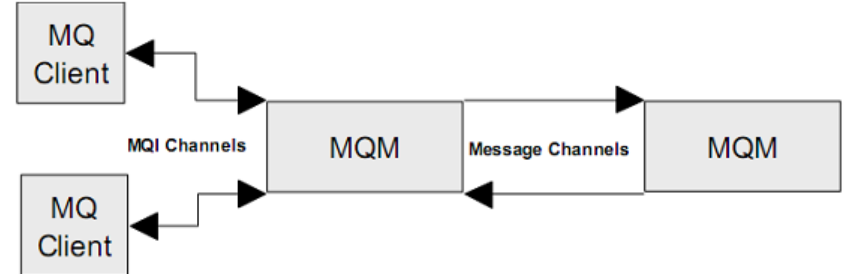 MQ
Client
MQI Channels
MQM
Message Channels
MQM
MQ
Client